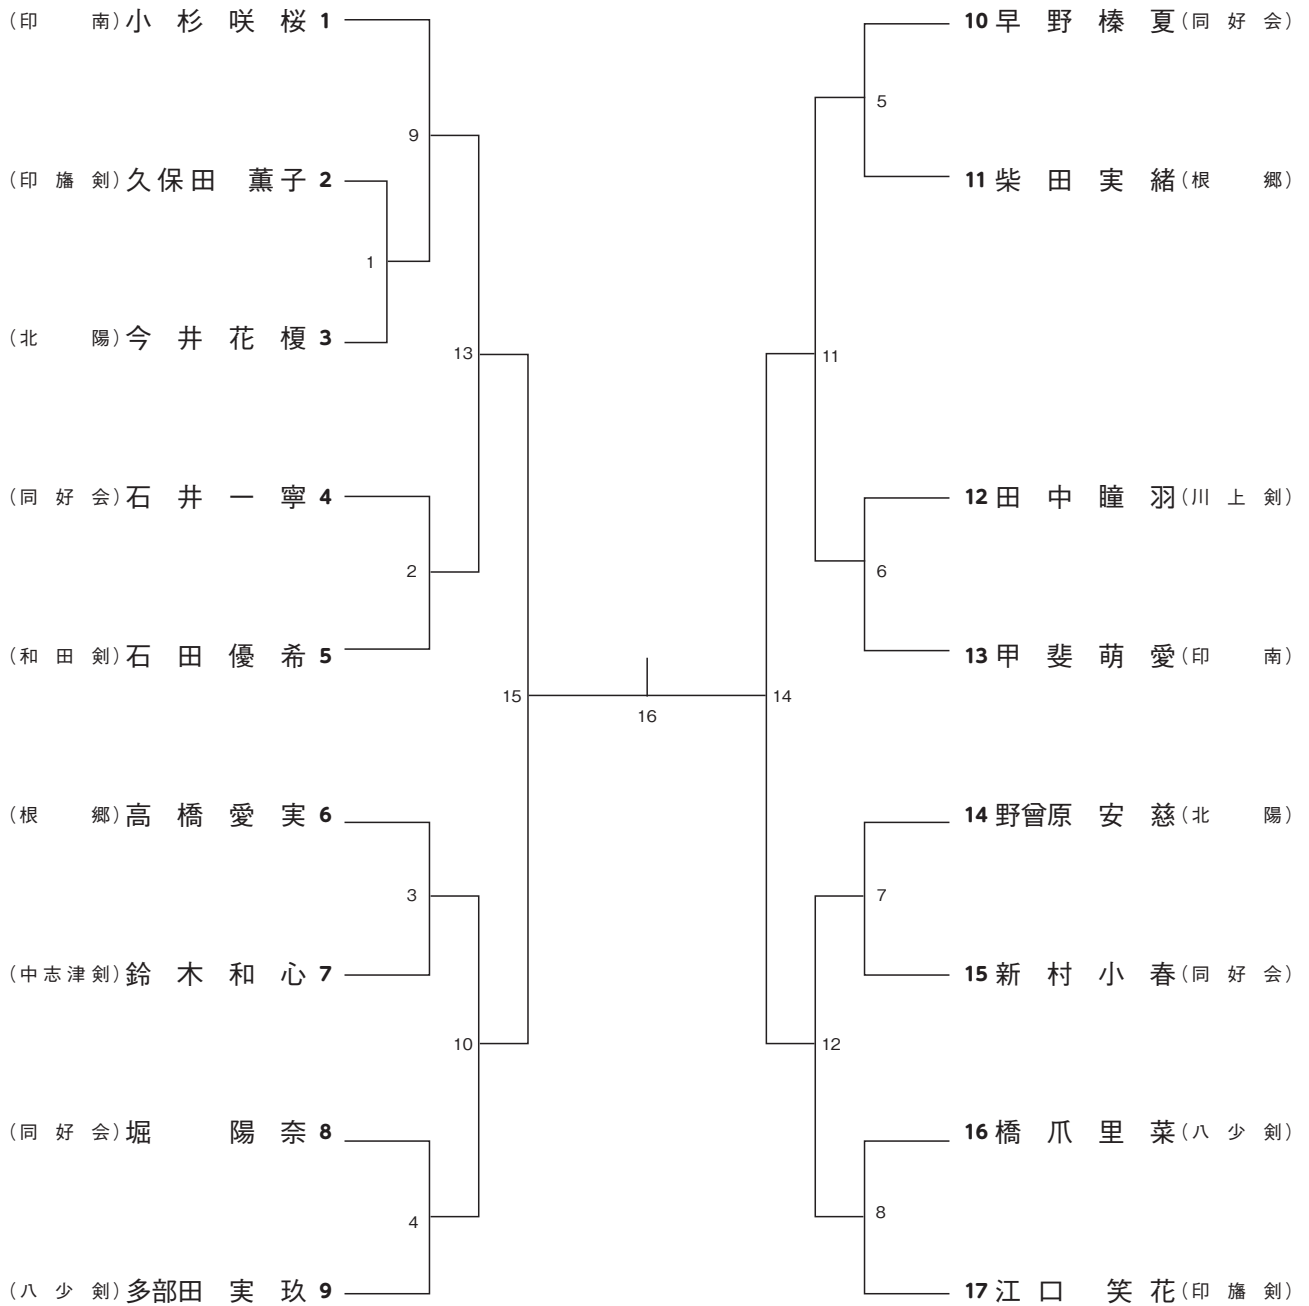 (印南)小杉咲桜 1
9
(印旛剣)久保田 薫子 2
1
(北陽)今井花榎 3
13
(同好会)石井一寧 4
2
(和田剣)石田優希 5
15
(根郷)高橋愛実 6
3
(中志津剣)鈴木和心 7
10
(同好会)堀 陽奈 8
4
(八少剣)多部田実玖 9
16
10 早野榛夏(同好会)
5
11 柴田実緒(根郷)
11
12 田中瞳羽(川上剣)
6
13 甲斐萌愛(印南)
14
14 野曾原安慈(北陽)
7
15 新村小春(同好会)
12
16 橋爪里菜(八少剣)
8
17 江口 笑花(印旛剣)